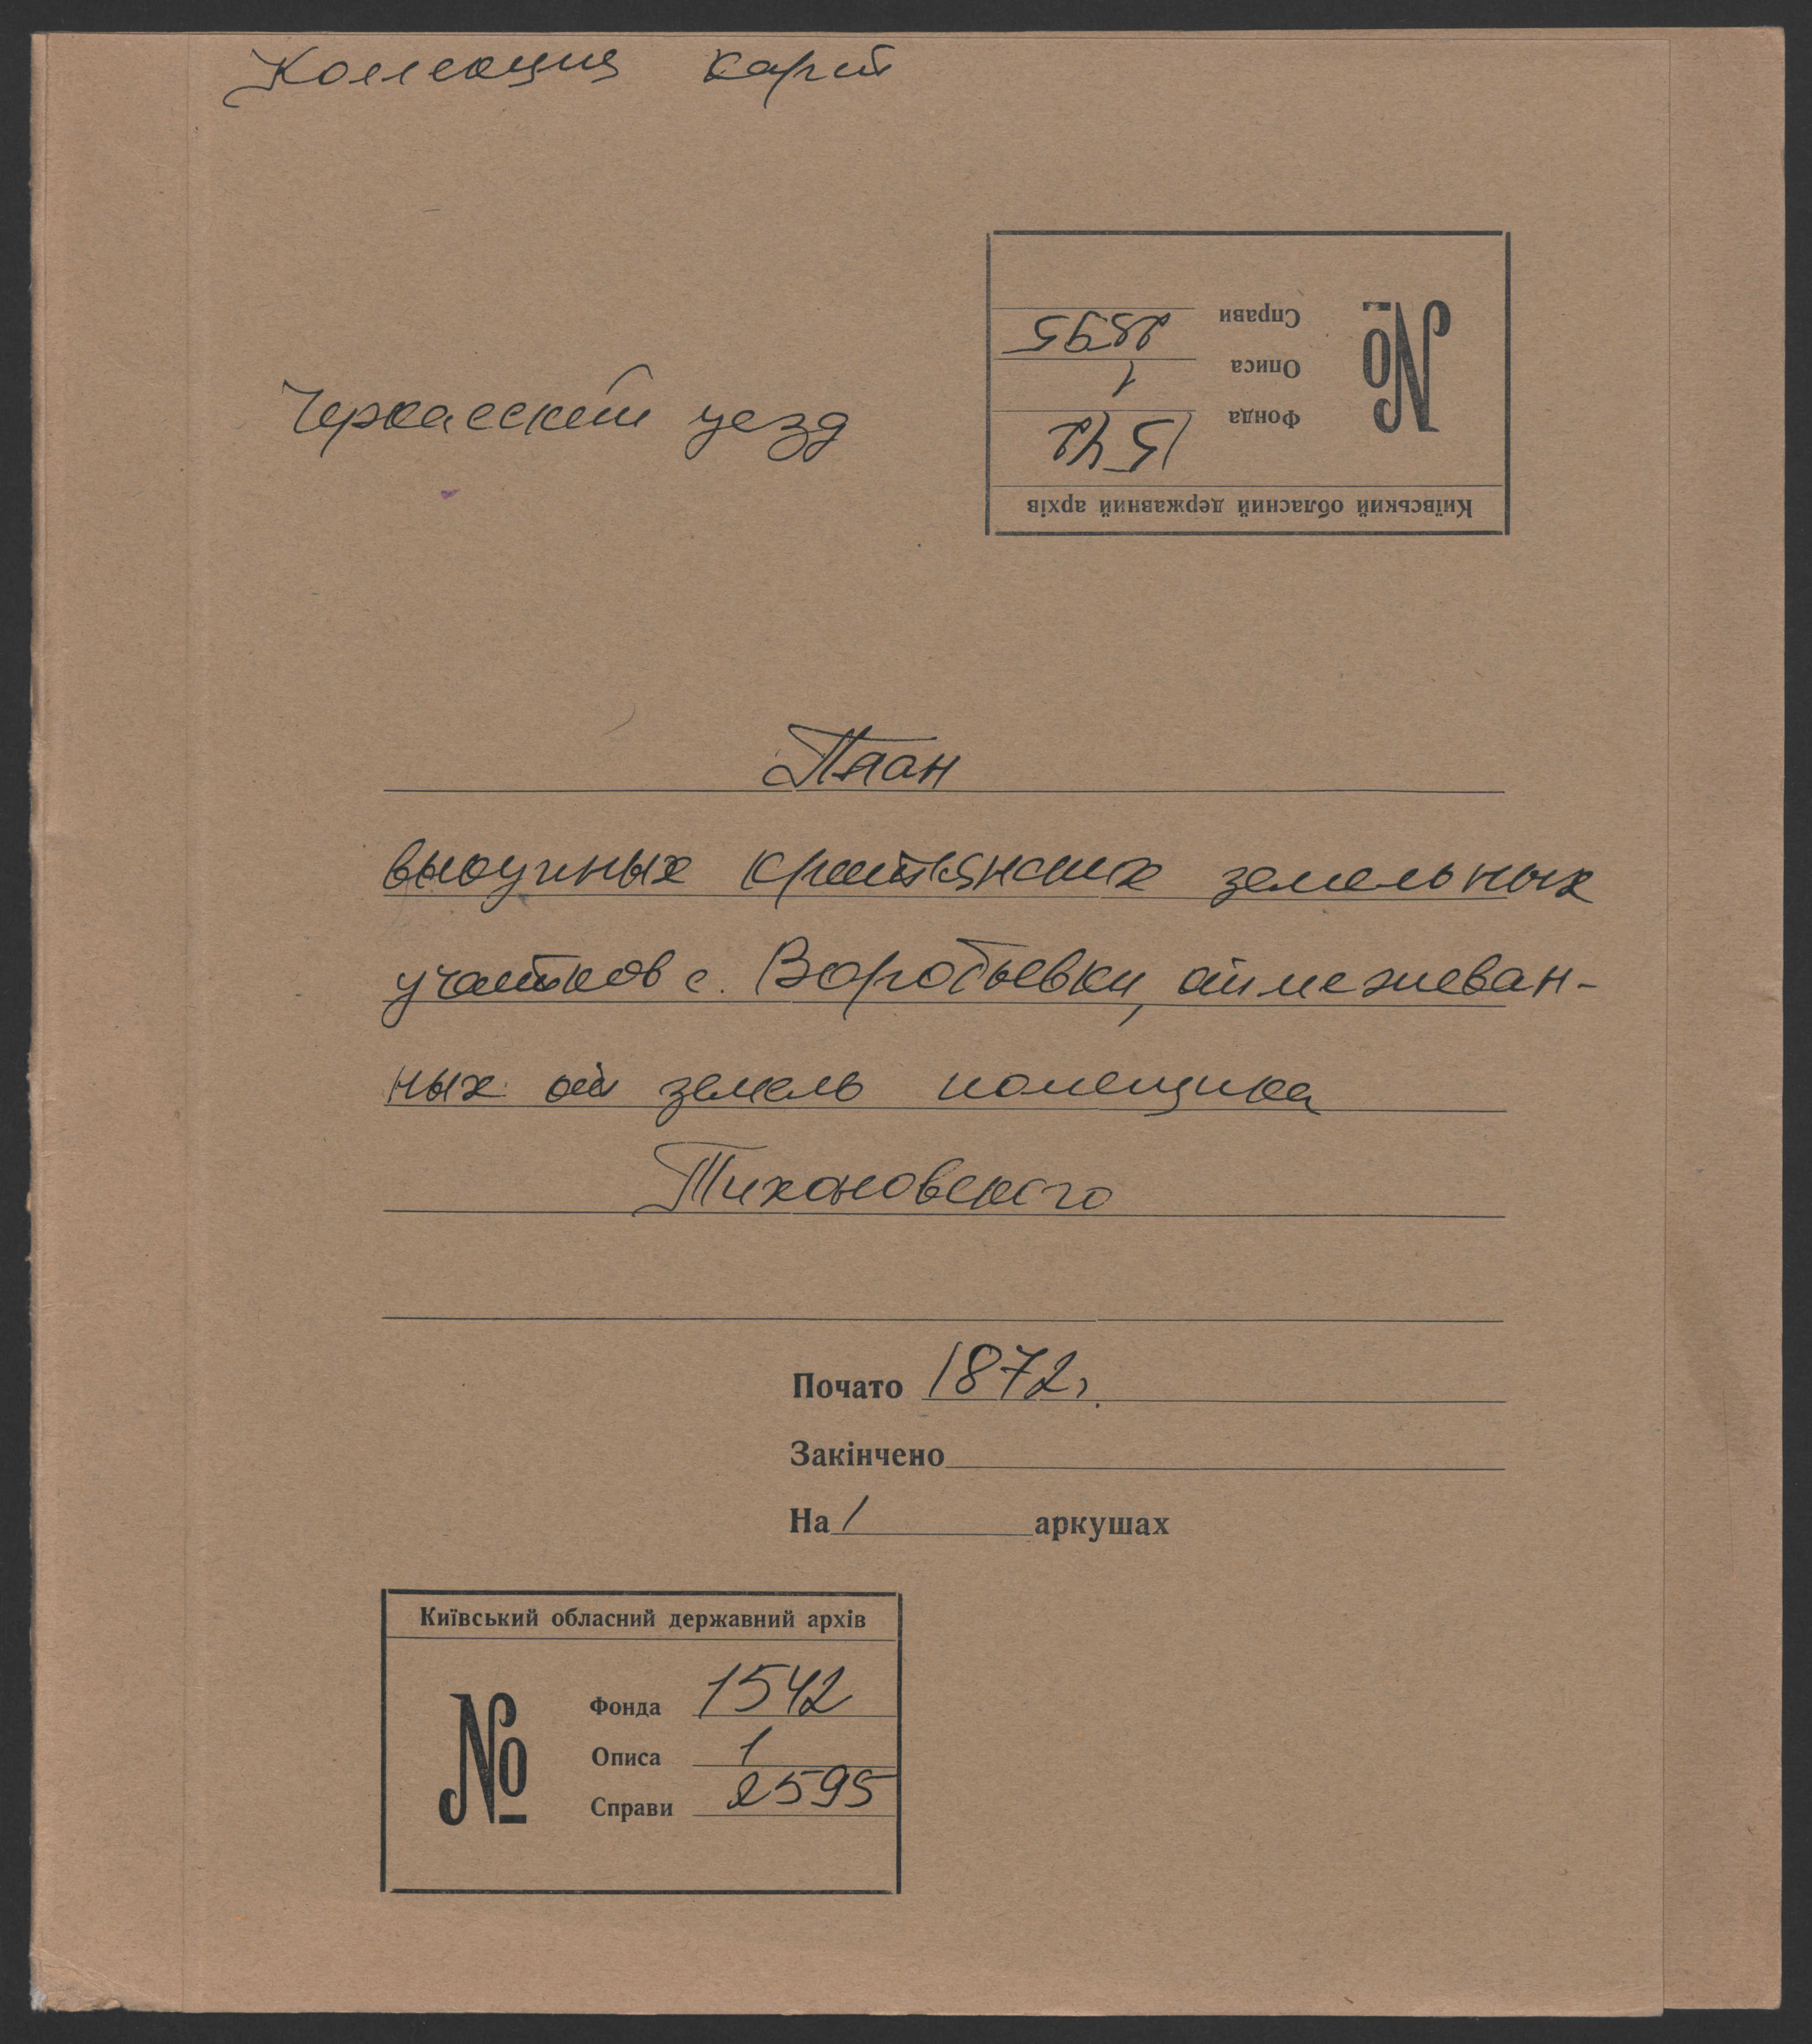 Коллекция карт
Киевський обласний державний архів
№
Фонда 1542
Описа 1
Справи 2595
Черкасский уезд
План
выкупных крестьянских земельных
участков с. Воробьевки, отмежеван-
ных от земель помещика
Тихоновского
Почато 1872 г.
Закінчено
На 1 аркушах
Київський обласний державний архів
№
Фонда 1542
Описа 1
Справи 2595